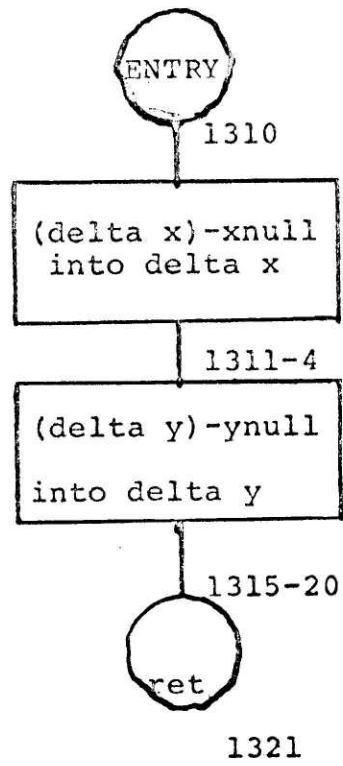 ENTRY
1310
(delta x)-xnull
into delta x
1311-4
(delta y)-ynull
into delta y
1315-20
ret
1321